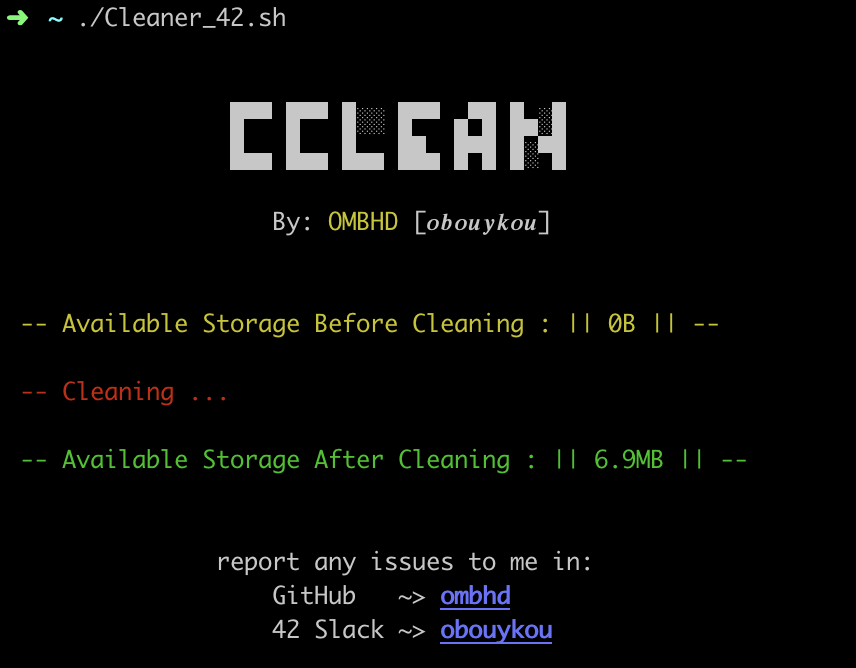 ➜ ~ ./Cleaner_42.sh
CCLEAN
By: OMBHD [𝒐𝒃𝒐𝒖𝒚𝒌𝒐𝒖]
-- Available Storage Before Cleaning : || 0B || --
-- Cleaning ...
-- Available Storage After Cleaning : || 6.9MB || --
report any issues to me in:
GitHub ~> ombhd
42 Slack ~> obouykou